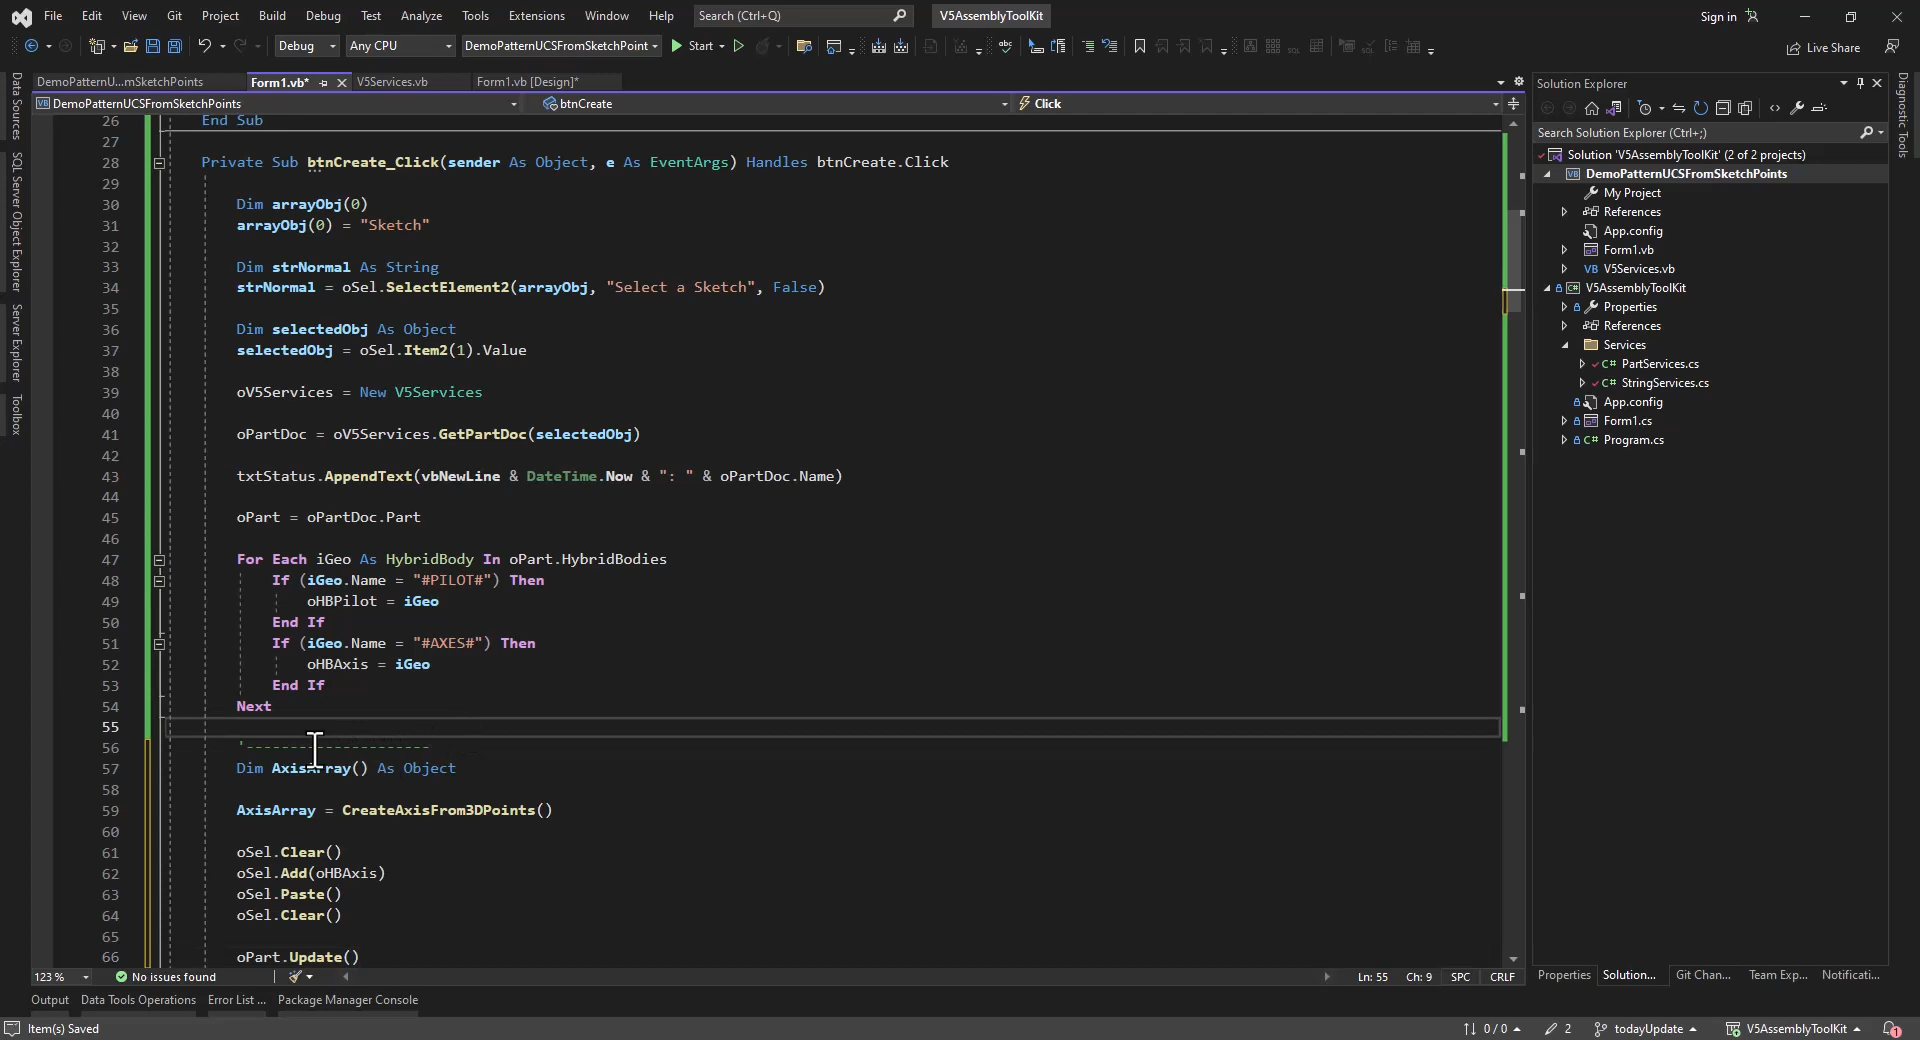 File Edit View Git Project Build Debug Test Analyze Tools Extensions Window Help Search (Ctrl+Q) V5AssemblyToolKit Sign in
Debug Any CPU DemoPatternUCSFromSketchPoint Start Live Share
DemoPatternU...mSketchPoints Form1.vb* V5Services.vb Form1.vb [Design]*
DemoPatternUCSFromSketchPoints btnCreate Click
26 End Sub
27
28 Private Sub btnCreate_Click(sender As Object, e As EventArgs) Handles btnCreate.Click
29
30 Dim arrayObj(0)
31 arrayObj(0) = "Sketch"
32
33 Dim strNormal As String
34 strNormal = oSel.SelectElement2(arrayObj, "Select a Sketch", False)
35
36 Dim selectedObj As Object
37 selectedObj = oSel.Item2(1).Value
38
39 oV5Services = New V5Services
40
41 oPartDoc = oV5Services.GetPartDoc(selectedObj)
42
43 txtStatus.AppendText(vbNewLine & DateTime.Now & ": " & oPartDoc.Name)
44
45 oPart = oPartDoc.Part
46
47 For Each iGeo As HybridBody In oPart.HybridBodies
48 If (iGeo.Name = "#PILOT#") Then
49 oHBPilot = iGeo
50 End If
51 If (iGeo.Name = "#AXES#") Then
52 oHBAxis = iGeo
53 End If
54 Next
55
56 '---------------------
57 Dim AxisArray() As Object
58
59 AxisArray = CreateAxisFrom3DPoints()
60
61 oSel.Clear()
62 oSel.Add(oHBAxis)
63 oSel.Paste()
64 oSel.Clear()
65
66 oPart.Update()
123 % No issues found Ln: 55 Ch: 9 SPC CRLF
Output Data Tools Operations Error List ... Package Manager Console
Item(s) Saved 0 / 0 2 todayUpdate V5AssemblyToolKit 1
Data Sources
SQL Server Object Explorer
Server Explorer
Toolbox
Solution Explorer
Search Solution Explorer (Ctrl+;)
Solution 'V5AssemblyToolKit' (2 of 2 projects)
VB DemoPatternUCSFromSketchPoints
My Project
References
App.config
Form1.vb
VB V5Services.vb
C# V5AssemblyToolKit
Properties
References
Services
C# PartServices.cs
C# StringServices.cs
App.config
Form1.cs
C# Program.cs
Properties Solution... Git Chan... Team Exp... Notificati...
Diagnostic Tools